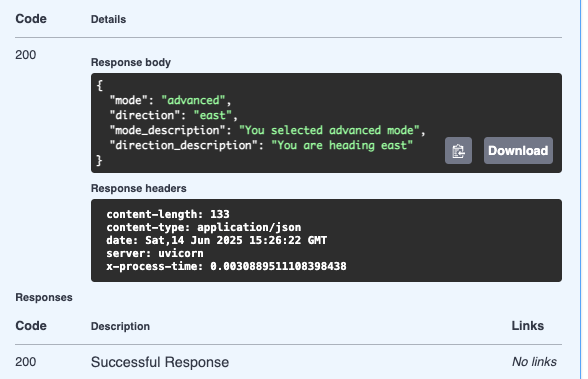 Code Details
200
Response body
{
  "mode": "advanced",
  "direction": "east",
  "mode_description": "You selected advanced mode",
  "direction_description": "You are heading east"
}
Download
Response headers
content-length: 133
content-type: application/json
date: Sat,14 Jun 2025 15:26:22 GMT
server: uvicorn
x-process-time: 0.0030889511108398438
Responses
Code Description Links
200 Successful Response No links